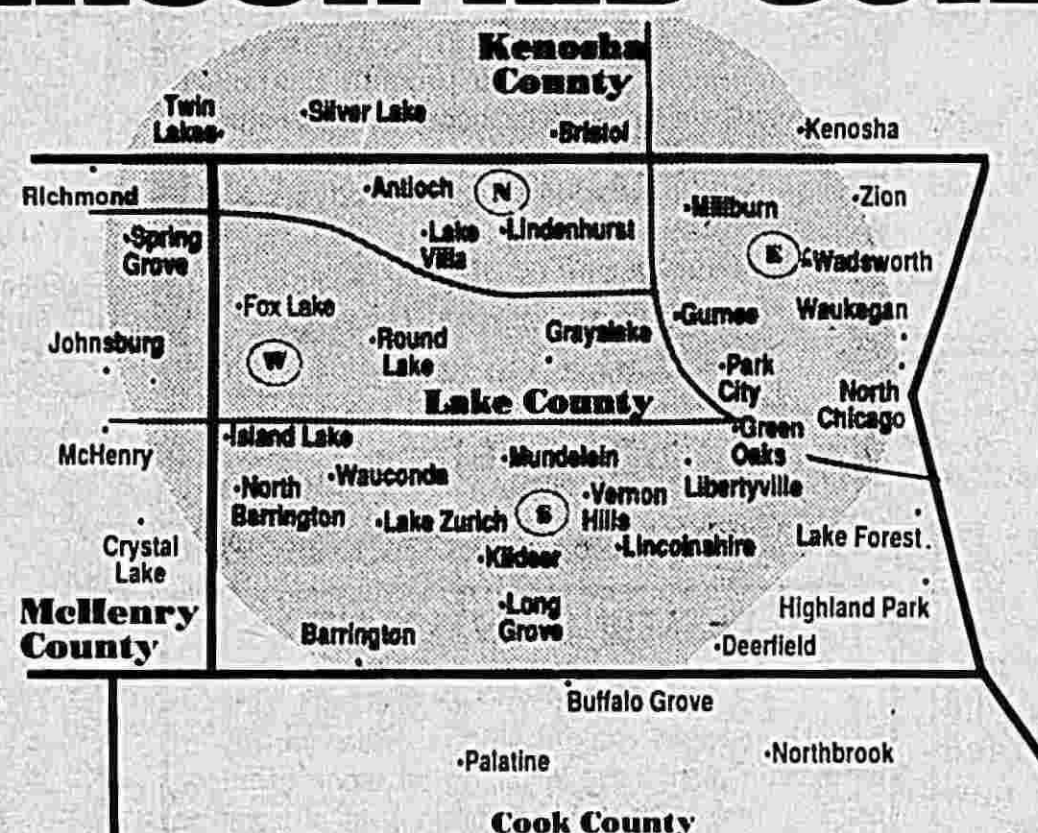 Kenosha
County
Twin
Lakes
Silver Lake
Bristol
Kenosha
Richmond
Antioch
N
Millburn
Zion
Spring
Grove
Lake
Villa
Lindenhurst
E
Wadsworth
Fox Lake
Gurnee
Waukegan
Johnsburg
Round
Lake
Grayslake
W
Park
City
North
Chicago
Lake County
Green
Oaks
McHenry
Island Lake
Wauconda
Mundelein
Libertyville
North
Barrington
Lake Zurich
S
Vernon
Hills
Crystal
Lake
Kildeer
Lincolnshire
Lake Forest
McHenry
County
Long
Grove
Highland Park
Barrington
Deerfield
Buffalo Grove
Palatine
Northbrook
Cook County